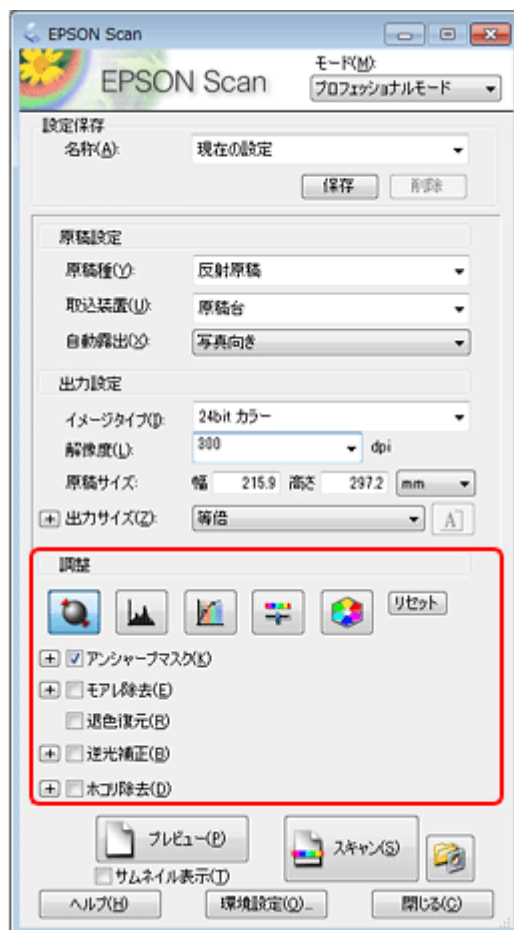 EPSON Scan
EPSON Scan
モード(M):
プロフェッショナルモード
設定保存
名称(A):
現在の設定
保存
削除
原稿設定
原稿種(Y):
反射原稿
取込装置(U):
原稿台
自動露出(X):
写真向き
出力設定
イメージタイプ(I):
24bit カラー
解像度(L):
300
dpi
原稿サイズ:
幅 215.9 高さ 297.2 mm
出力サイズ(Z):
等倍
A
調整
リセット
アンシャープマスク(K)
モアレ除去(E)
退色復元(R)
逆光補正(B)
ホコリ除去(D)
プレビュー(P)
スキャン(S)
サムネイル表示(T)
ヘルプ(H)
環境設定(O)...
閉じる(C)